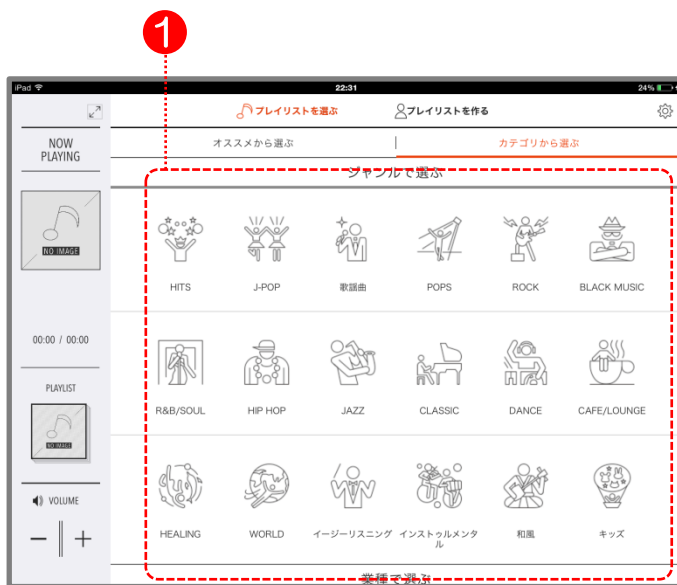 1
iPad 22:31 24%
プレイリストを選ぶ プレイリストを作る
NOW
PLAYING
オススメから選ぶ カテゴリから選ぶ
ジャンルで選ぶ
NO IMAGE
HITS J-POP 歌謡曲 POPS ROCK BLACK MUSIC
00:00 / 00:00
PLAYLIST
NO IMAGE
R&B/SOUL HIP HOP JAZZ CLASSIC DANCE CAFE/LOUNGE
VOLUME
− +
HEALING WORLD イージーリスニング インストゥルメンタ
ル
和風 キッズ
業種で選ぶ